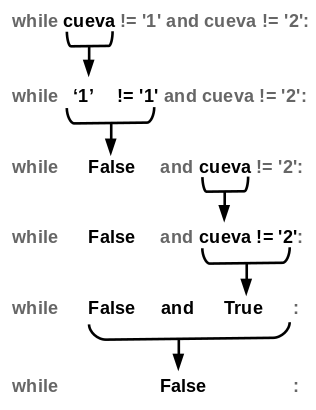 while cueva != '1' and cueva != '2':
while ‘1’ != '1' and cueva != '2':
while False and cueva != '2':
while False and cueva != '2':
while False and True :
while False :